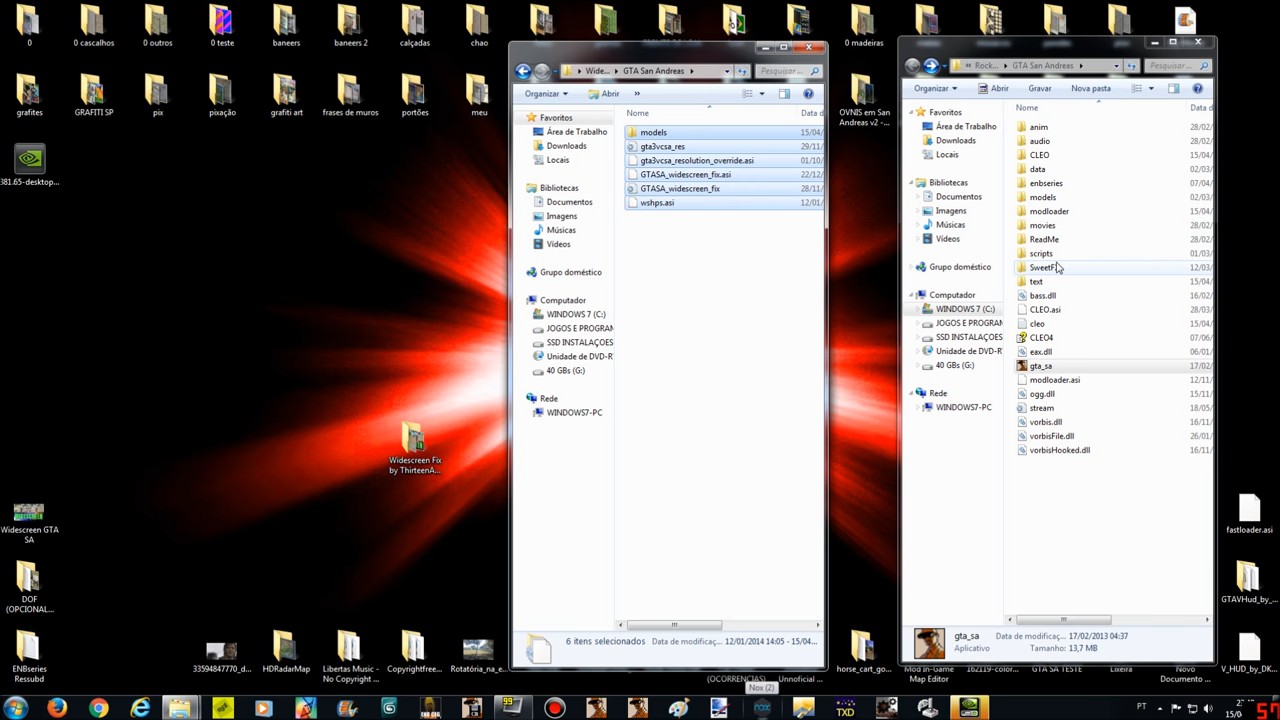 0
0 cascalhos
0 outros
0 teste
baneers
baneers 2
calçadas
chao
0 madeiras
grafites
GRAFITI SP
pix
pixação
grafiti art
frases de muros
portões
meu
OVNIS em San
Andreas v2 -...
381.65-desktop...
Widescreen Fix
by ThirteenA...
Widescreen GTA
SA
DOF
(OPCIONAL...
ENBseries
Ressubd
33594847770_d...
HDRadarMap
Libertas Music -
No Copyright ...
Copyrightfree...
Rotatória_na_e...
fastloader.asi
GTAVHud_by_...
V_HUD_by_DK...
horse_cart_go...
Mod In-Game
Map Editor
162119-color...
GTA SA TESTE
Lixeira
Novo
Documento ...
(OCORRENCIAS)
Unnoficial ...
Wide...
GTA San Andreas
Pesquisar...
Organizar
Abrir
»
Favoritos
Área de Trabalho
Downloads
Locais
Bibliotecas
Documentos
Imagens
Músicas
Vídeos
Grupo doméstico
Computador
WINDOWS 7 (C:)
JOGOS E PROGRAM
SSD INSTALAÇOES
Unidade de DVD-R
40 GBs (G:)
Rede
WINDOWS7-PC
Nome
Data d
models 15/04/
gta3vcsa_res 29/11/
gta3vcsa_resolution_override.asi 01/10/
GTASA_widescreen_fix.asi 22/12/
GTASA_widescreen_fix 28/11/
wshps.asi 12/01/
6 itens selecionados Data de modificaç... 12/01/2014 14:05 - 15/04...
« Rock...
GTA San Andreas
Pesquisar...
Organizar
Abrir
Gravar
Nova pasta
Favoritos
Área de Trabalho
Downloads
Locais
Bibliotecas
Documentos
Imagens
Músicas
Vídeos
Grupo doméstico
Computador
WINDOWS 7 (C:)
JOGOS E PROGRAM
SSD INSTALAÇOES
Unidade de DVD-R
40 GBs (G:)
Rede
WINDOWS7-PC
Nome
Data d
anim 28/02/
audio 28/02/
CLEO 15/04/
data 28/02/
enbseries 07/04/
models 02/03/
modloader 15/04/
movies 28/02/
ReadMe 28/02/
scripts 01/03/
12/03/
text 15/04/
bass.dll 16/02/
CLEO.asi 28/03/
cleo 15/04/
CLEO4 07/06/
eax.dll 06/01/
gta_sa 17/02/
modloader.asi 12/11/
ogg.dll 15/11/
stream 18/05/
vorbis.dll 16/11/
vorbisFile.dll 26/01/
vorbisHooked.dll 16/11/
gta_sa Data de modificaç... 17/02/2013 04:37
Aplicativo Tamanho: 13,7 MB
Nox (2)
99
TXD
PT
15/0
57